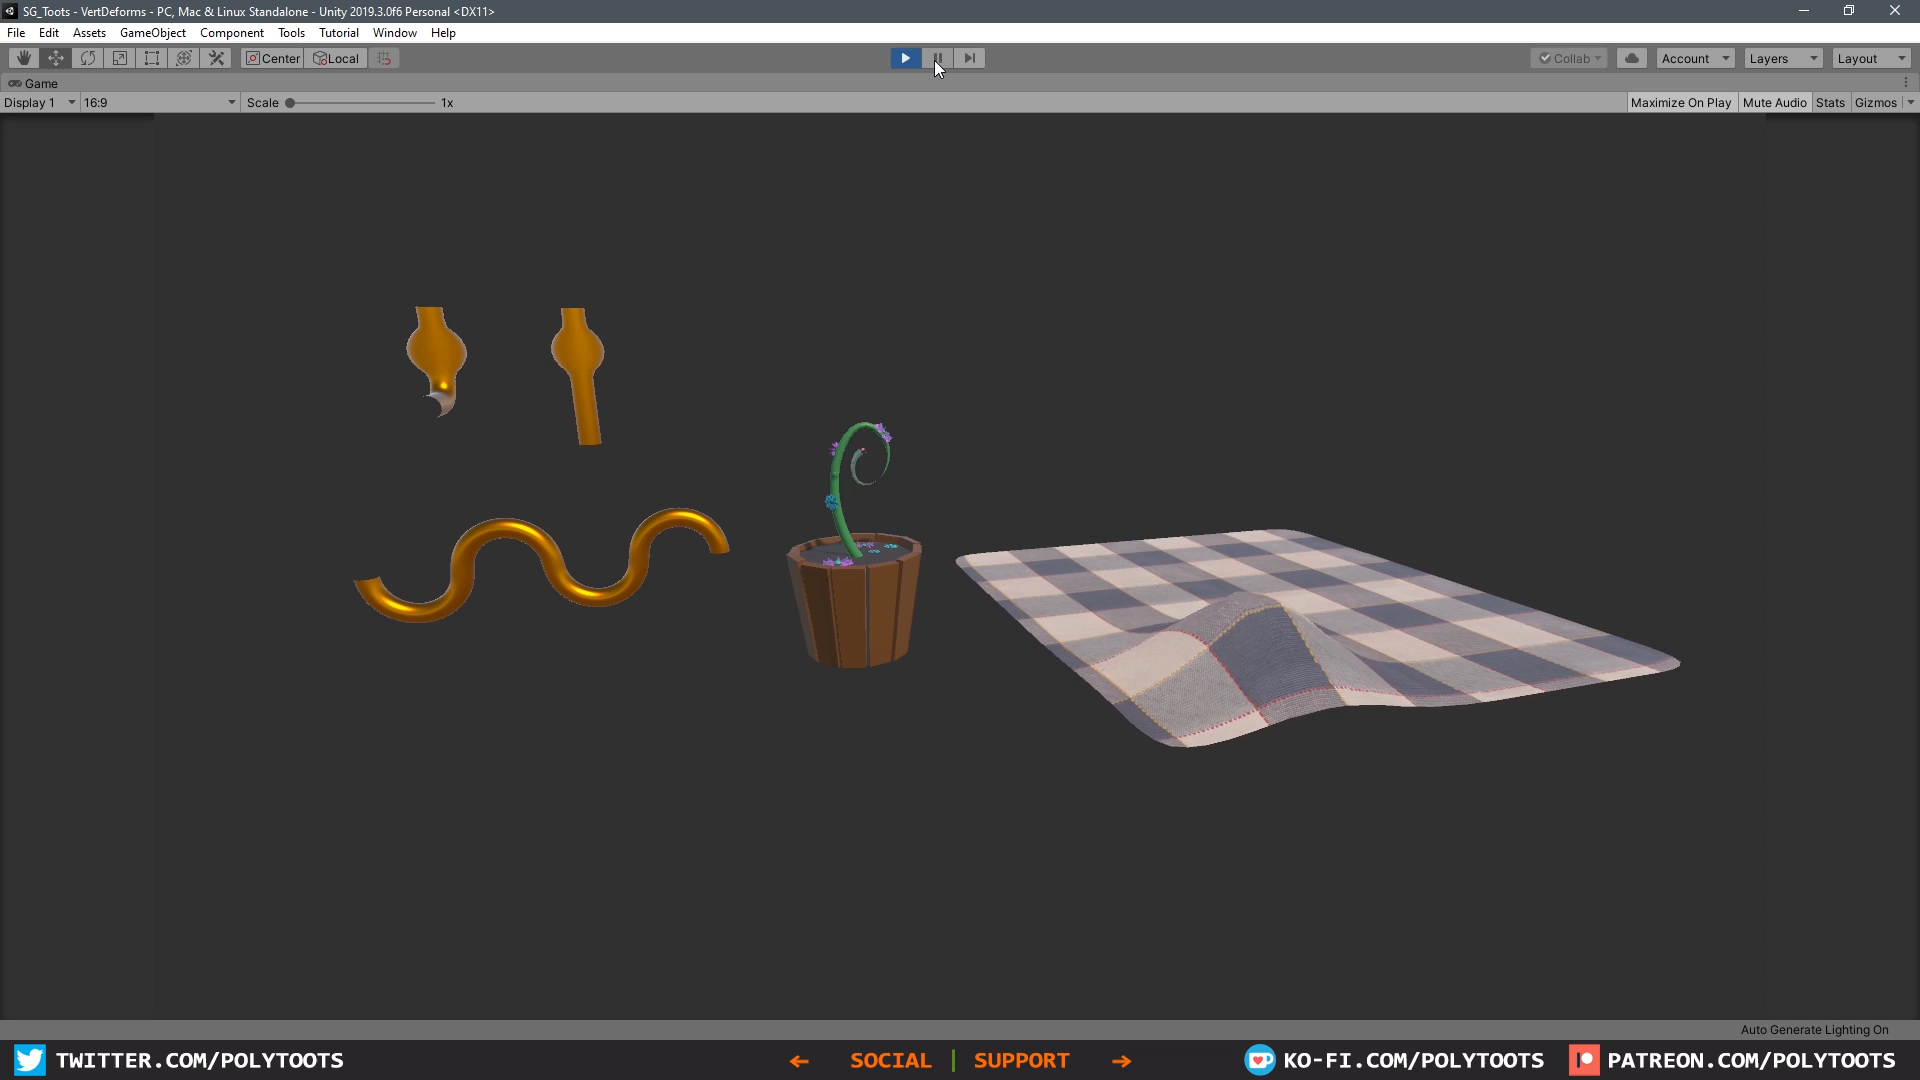 SG_Toots - VertDeforms - PC, Mac & Linux Standalone - Unity 2019.3.0f6 Personal <DX11>
File Edit Assets GameObject Component Tools Tutorial Window Help
Center Local Collab Account Layers Layout
Game
Display 1 16:9 Scale 1x Maximize On Play Mute Audio Stats Gizmos
Auto Generate Lighting On
TWITTER.COM/POLYTOOTS ← SOCIAL | SUPPORT → KO-FI.COM/POLYTOOTS PATREON.COM/POLYTOOTS